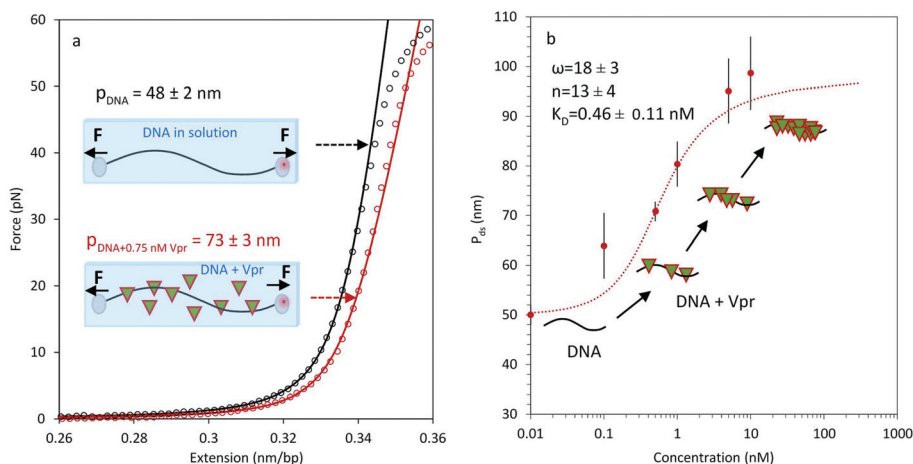 a
p_DNA = 48 ± 2 nm
F
F
DNA in solution
p_DNA+0.75 nM Vpr = 73 ± 3 nm
F
DNA + Vpr
F
60
50
40
30
20
10
0
0.26
0.28
0.3
0.32
0.34
0.36
Force (pN)
Extension (nm/bp)
b
ω=18 ± 3
n=13 ± 4
K_D=0.46 ± 0.11 nM
DNA
DNA + Vpr
130
120
110
100
90
80
70
60
50
40
30
0.01
0.1
1
10
100
1000
P_ds (nm)
Concentration (nM)